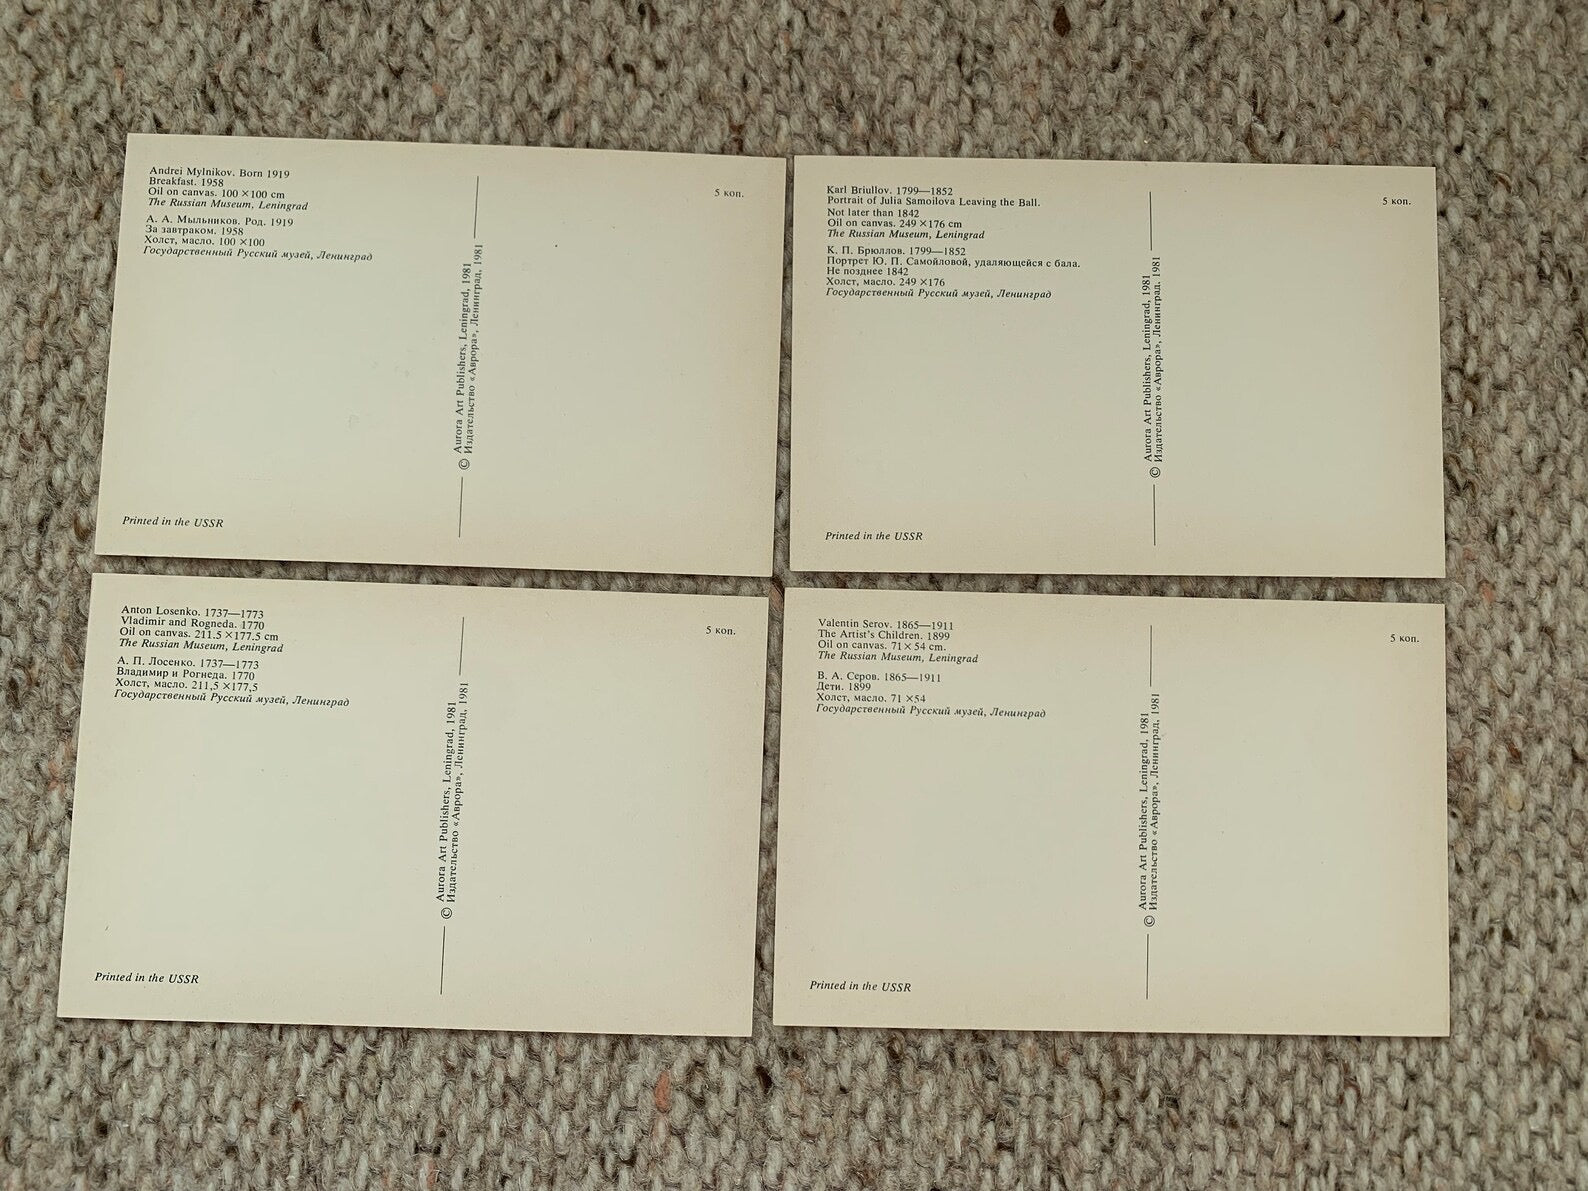 Andrei Mylnikov. Born 1919
Breakfast. 1958
Oil on canvas. 100 ×100 cm
The Russian Museum, Leningrad
А. А. Мыльников. Род. 1919
За завтраком. 1958
Холст, масло. 100 ×100
Государственный Русский музей, Ленинград
5 коп.
© Aurora Art Publishers, Leningrad, 1981
Издательство «Аврора», Ленинград, 1981
Printed in the USSR
Karl Briullov. 1799—1852
Portrait of Julia Samoilova Leaving the Ball.
Not later than 1842
Oil on canvas. 249 ×176 cm
The Russian Museum, Leningrad
К. П. Брюллов. 1799—1852
Портрет Ю. П. Самойловой, удаляющейся с бала.
Не позднее 1842
Холст, масло. 249 ×176
Государственный Русский музей, Ленинград
5 коп.
© Aurora Art Publishers, Leningrad, 1981
Издательство «Аврора», Ленинград, 1981
Printed in the USSR
Anton Losenko. 1737—1773
Vladimir and Rogneda. 1770
Oil on canvas. 211.5 ×177.5 cm
The Russian Museum, Leningrad
А. П. Лосенко. 1737—1773
Владимир и Рогнеда. 1770
Холст, масло. 211,5 ×177,5
Государственный Русский музей, Ленинград
5 коп.
© Aurora Art Publishers, Leningrad, 1981
Издательство «Аврора», Ленинград, 1981
Printed in the USSR
Valentin Serov. 1865—1911
The Artist's Children. 1899
Oil on canvas. 71× 54 cm.
The Russian Museum, Leningrad
В. А. Серов. 1865—1911
Дети. 1899
Холст, масло. 71 ×54
Государственный Русский музей, Ленинград
5 коп.
© Aurora Art Publishers, Leningrad, 1981
Издательство «Аврора», Ленинград, 1981
Printed in the USSR